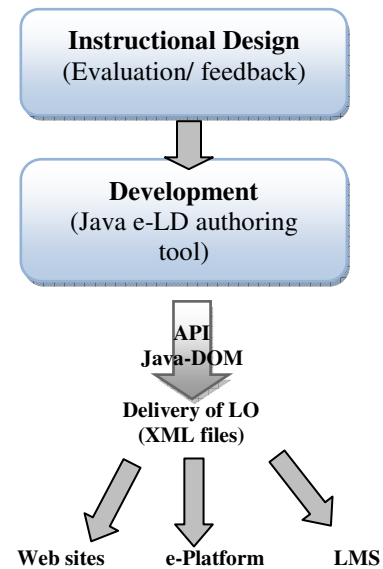 Instructional Design
(Evaluation/ feedback)
Development
(Java e-LD authoring
tool)
API
Java-DOM
Delivery of LO
(XML files)
Web sites e-Platform LMS